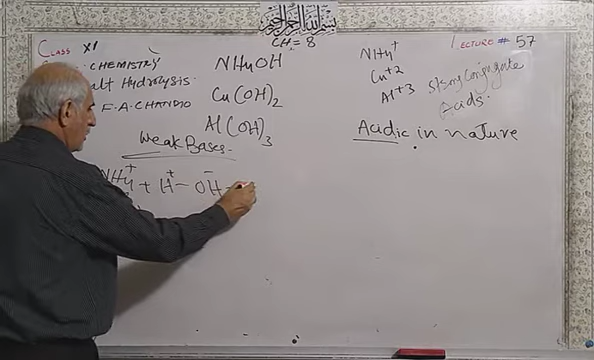 بسم الله الرحمن الرحيم
CH = 8
CLASS XI
CHEMISTRY
Salt Hydrolysis.
F.A. CHANDIO
LECTURE # 57
NH4OH
Cu(OH)2
Al(OH)3
Weak Bases.
NH4+
Cu+2
Al+3
Strong Conjugate
Acids.
Acidic in nature
NH4+ + H+ – OH–